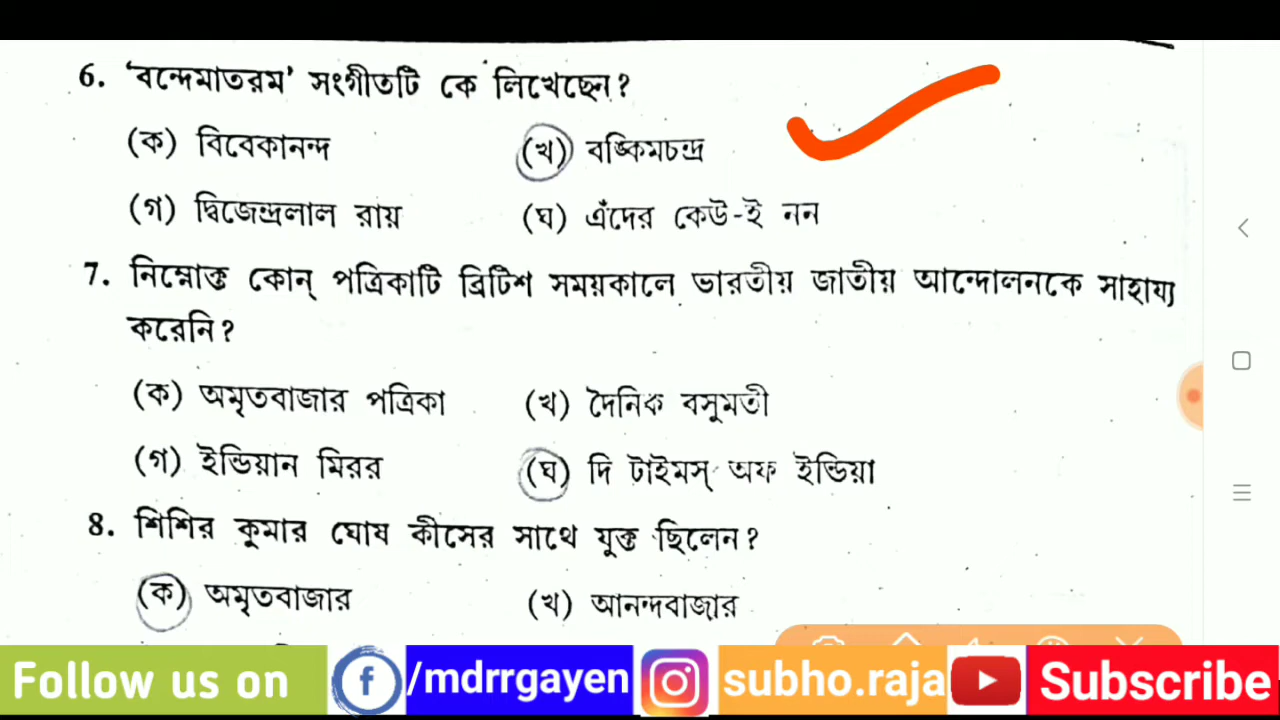 6. ‘বন্দেমাতরম’ সংগীতটি কে লিখেছেন?
(ক) বিবেকানন্দ (খ) বঙ্কিমচন্দ্র
(গ) দ্বিজেন্দ্রলাল রায় (ঘ) এঁদের কেউ-ই নন
7. নিম্নোক্ত কোন্ পত্রিকাটি ব্রিটিশ সময়কালে ভারতীয় জাতীয় আন্দোলনকে সাহায্য
করেনি?
(ক) অমৃতবাজার পত্রিকা (খ) দৈনিক বসুমতী
(গ) ইন্ডিয়ান মিরর (ঘ) দি টাইমস্ অফ ইন্ডিয়া
8. শিশির কুমার ঘোষ কীসের সাথে যুক্ত ছিলেন?
(ক) অমৃতবাজার (খ) আনন্দবাজার
Follow us on f /mdrrgayen subho.raja Subscribe